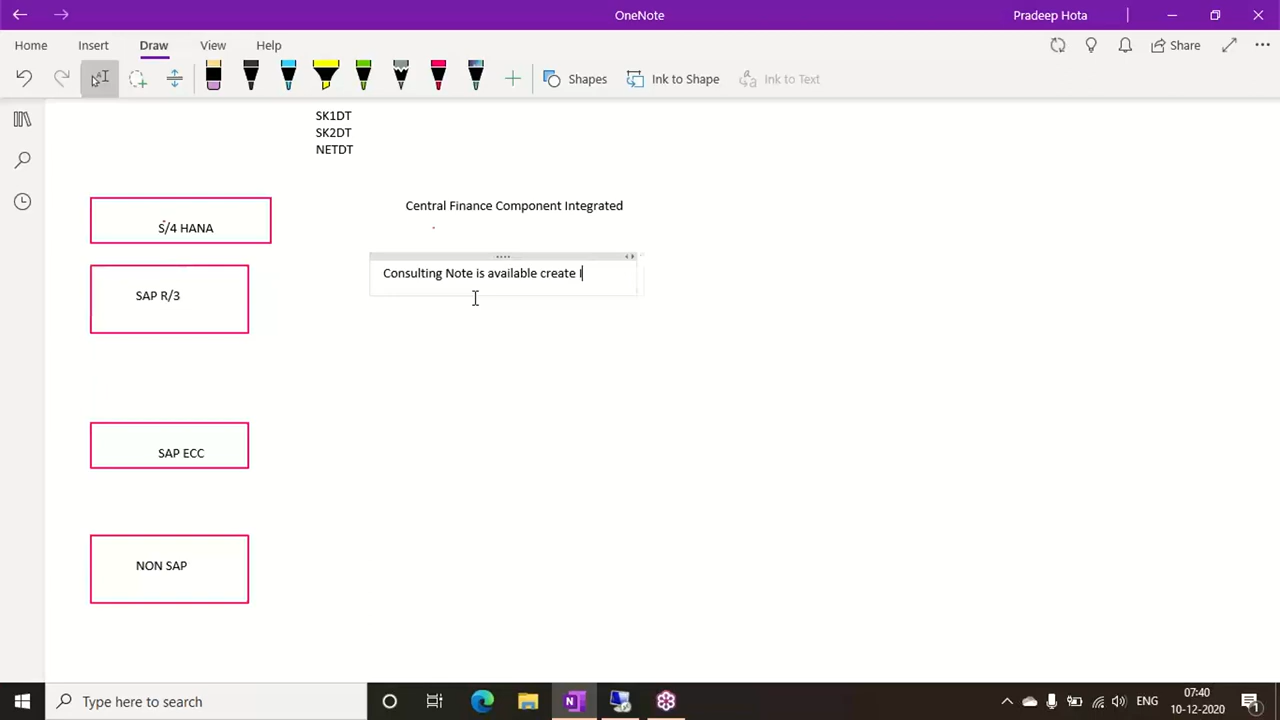 OneNote
Pradeep Hota
Home
Insert
Draw
View
Help
Share
Shapes
Ink to Shape
Ink to Text
SK1DT
SK2DT
NETDT
S/4 HANA
Central Finance Component Integrated
Consulting Note is available create I
SAP R/3
SAP ECC
NON SAP
Type here to search
ENG
07:40
10-12-2020